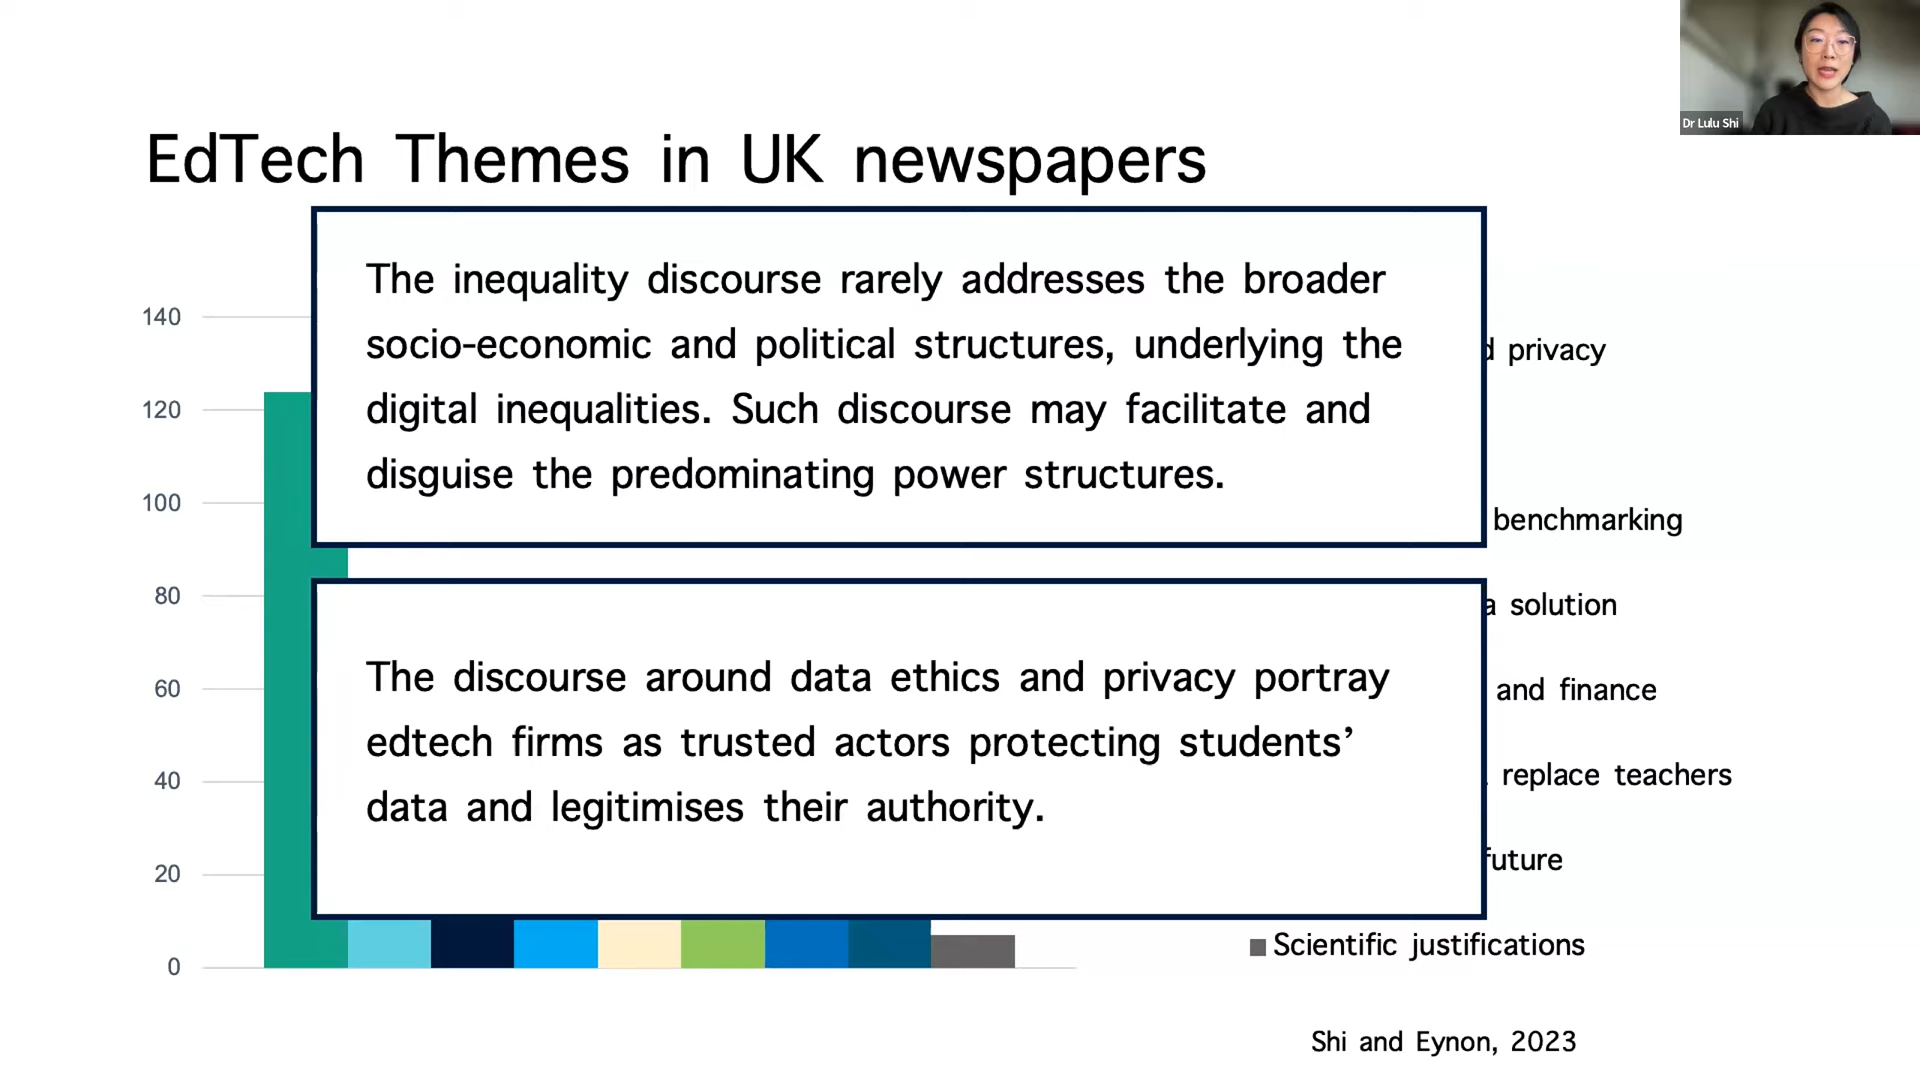 Dr Lulu Shi
EdTech Themes in UK newspapers
The inequality discourse rarely addresses the broader
socio-economic and political structures, underlying the
digital inequalities. Such discourse may facilitate and
disguise the predominating power structures.
The discourse around data ethics and privacy portray
edtech firms as trusted actors protecting students’
data and legitimises their authority.
140
120
100
80
60
40
20
0
privacy
benchmarking
a solution
and finance
replace teachers
future
Scientific justifications
Shi and Eynon, 2023